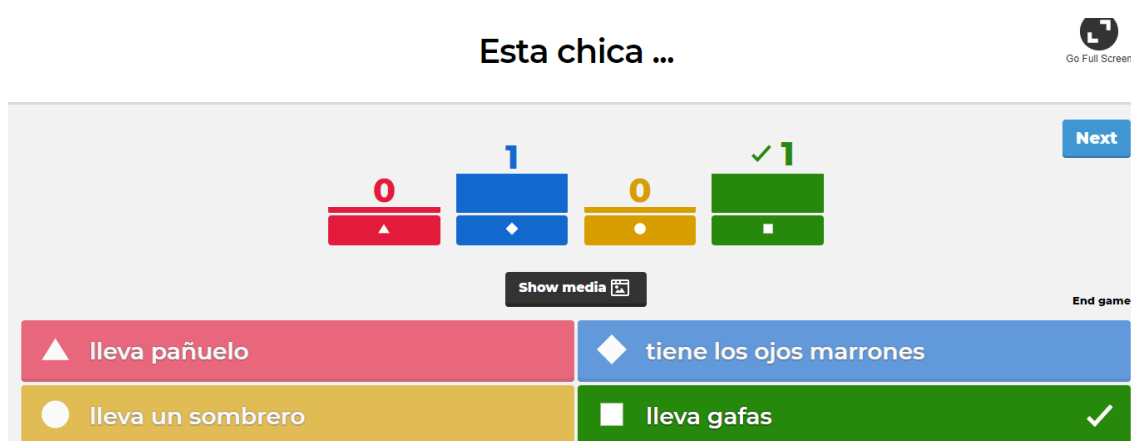 Esta chica ...
Go Full Screen
Next
0
1
0
1
Show media
End game
lleva pañuelo
tiene los ojos marrones
lleva un sombrero
lleva gafas